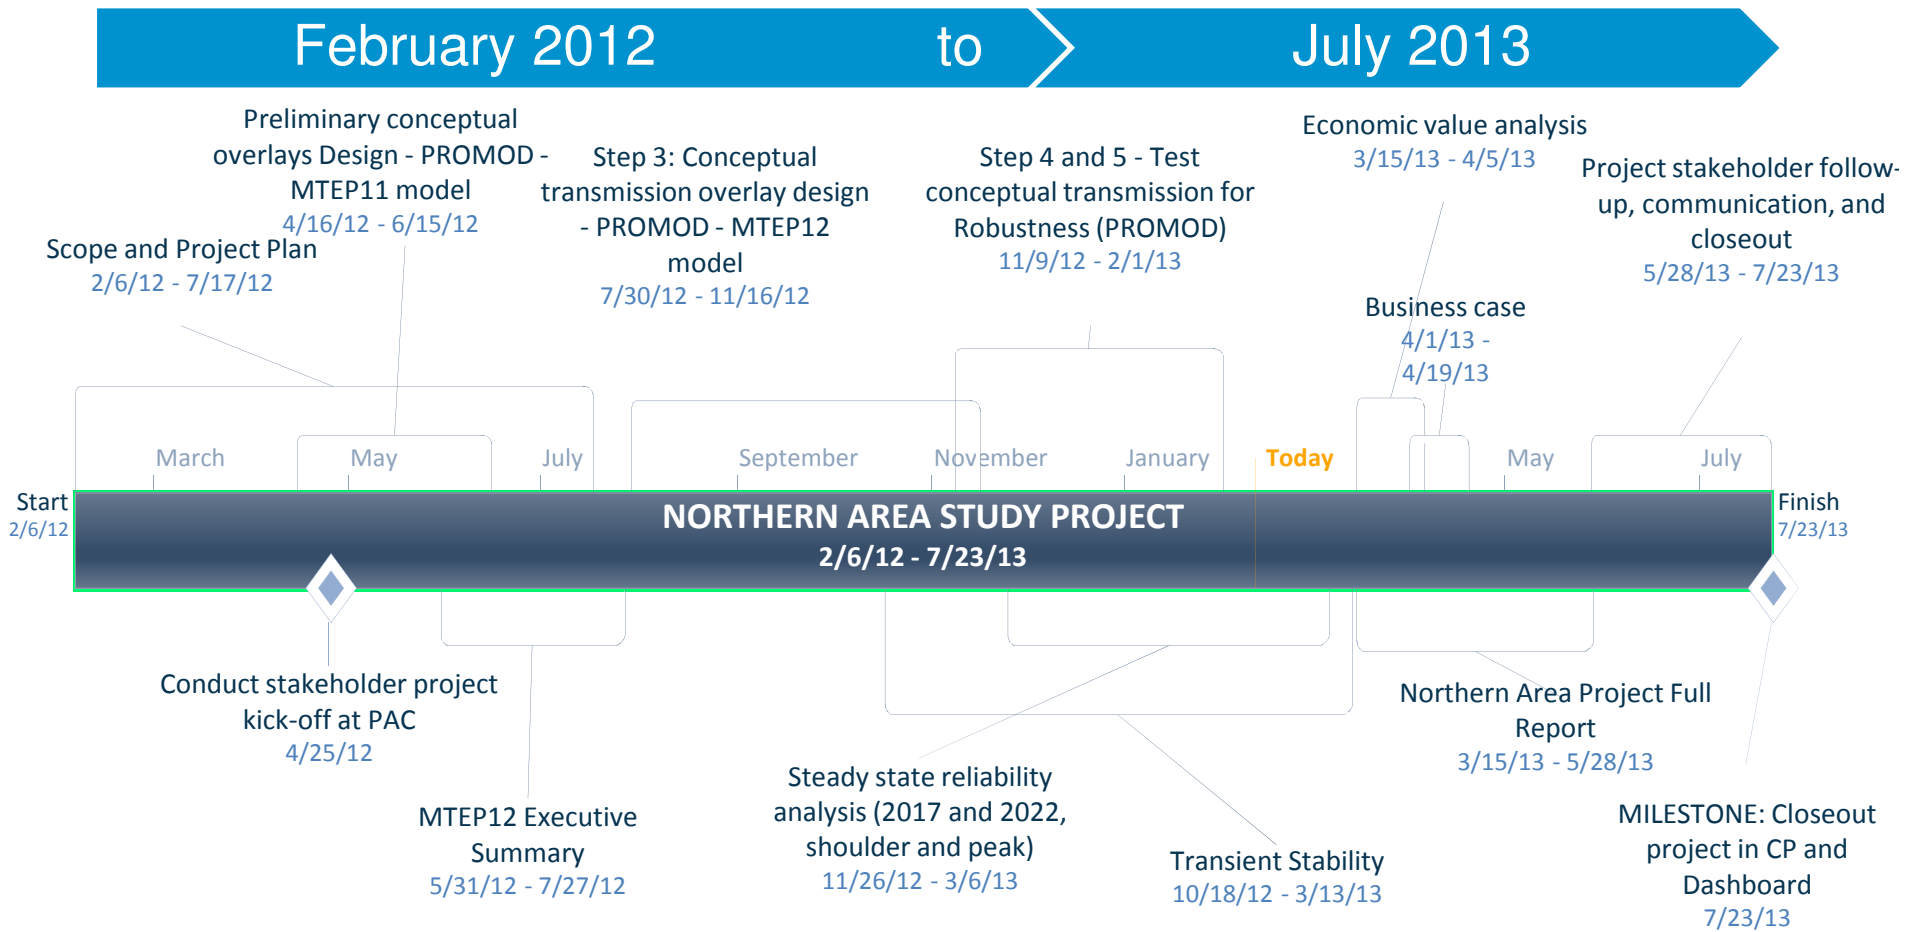 February 2012 to July 2013
Preliminary conceptual
overlays Design - PROMOD -
MTEP11 model
4/16/12 - 6/15/12
Scope and Project Plan
2/6/12 - 7/17/12
Step 3: Conceptual
transmission overlay design
- PROMOD - MTEP12
model
7/30/12 - 11/16/12
Step 4 and 5 - Test
conceptual transmission for
Robustness (PROMOD)
11/9/12 - 2/1/13
Economic value analysis
3/15/13 - 4/5/13
Project stakeholder follow-
up, communication, and
closeout
5/28/13 - 7/23/13
Business case
4/1/13 -
4/19/13
March May July September November January Today May July
Start
2/6/12
NORTHERN AREA STUDY PROJECT
2/6/12 - 7/23/13
Finish
7/23/13
Conduct stakeholder project
kick-off at PAC
4/25/12
MTEP12 Executive
Summary
5/31/12 - 7/27/12
Steady state reliability
analysis (2017 and 2022,
shoulder and peak)
11/26/12 - 3/6/13
Transient Stability
10/18/12 - 3/13/13
Northern Area Project Full
Report
3/15/13 - 5/28/13
MILESTONE: Closeout
project in CP and
Dashboard
7/23/13